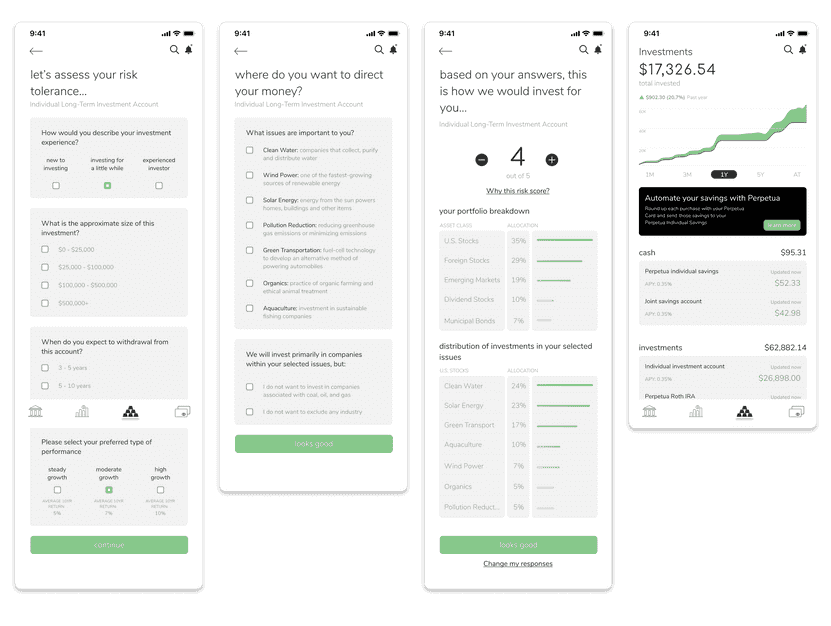 9:41
let's assess your risk
tolerance...
Individual Long-Term Investment Account
How would you describe your investment
experience?
new to
investing
investing for
a little while
experienced
investor
What is the approximate size of this
investment?
$0 - $25,000
$25,000 - $100,000
$100,000 - $500,000
$500,000+
When do you expect to withdrawal from
this account?
3 - 5 years
5 - 10 years
Please select your preferred type of
performance
steady
growth
moderate
growth
high
growth
AVERAGE 10YR
RETURN:
5%
AVERAGE 10YR
RETURN:
7%
AVERAGE 10YR
RETURN:
10%
continue
9:41
where do you want to direct
your money?
Individual Long-Term Investment Account
What issues are important to you?
Clean Water: companies that collect, purify
and distribute water
Wind Power: one of the fastest-growing
sources of renewable energy
Solar Energy: energy from the sun powers
homes, buildings and other items
Pollution Reduction: reducing greenhouse
gas emissions or minimizing emissions
Green Transportation: fuel-cell technology
to develop an alternative method of
powering automobiles
Organics: practice of organic farming and
ethical animal treatment
Aquaculture: investment in sustainable
fishing companies
We will invest primarily in companies
within your selected issues, but:
I do not want to invest in companies
associated with coal, oil, and gas
I do not want to exclude any industry
looks good
9:41
based on your answers, this
is how we would invest for
you...
Individual Long-Term Investment Account
4
out of 5
Why this risk score?
your portfolio breakdown
ASSET CLASS ALLOCATION
U.S. Stocks 35%
Foreign Stocks 29%
Emerging Markets 19%
Dividend Stocks 10%
Municipal Bonds 7%
distribution of investments in your selected
issues
U.S. STOCKS ALLOCATION
Clean Water 24%
Solar Energy 23%
Green Transport 17%
Aquaculture 10%
Wind Power 7%
Organics 5%
Pollution Reduct... 5%
looks good
Change my responses
9:41
Investments
$17,326.54
total invested
$802.30 (20.7%) Past year
1M 3M 1Y 5Y AT
Automate your savings with Perpetua
Round up each purchase with your Perpetua
Card and send those savings to your
Perpetua Individual Savings
learn more
cash $95.31
Perpetua individual savings Updated now
APY: 0.35% $52.33
Joint savings account Updated now
APY: 0.35% $42.98
investments $62,882.14
Individual investment account Updated now
APY: 0.35% $26,898.00
Perpetua Roth IRA Updated now